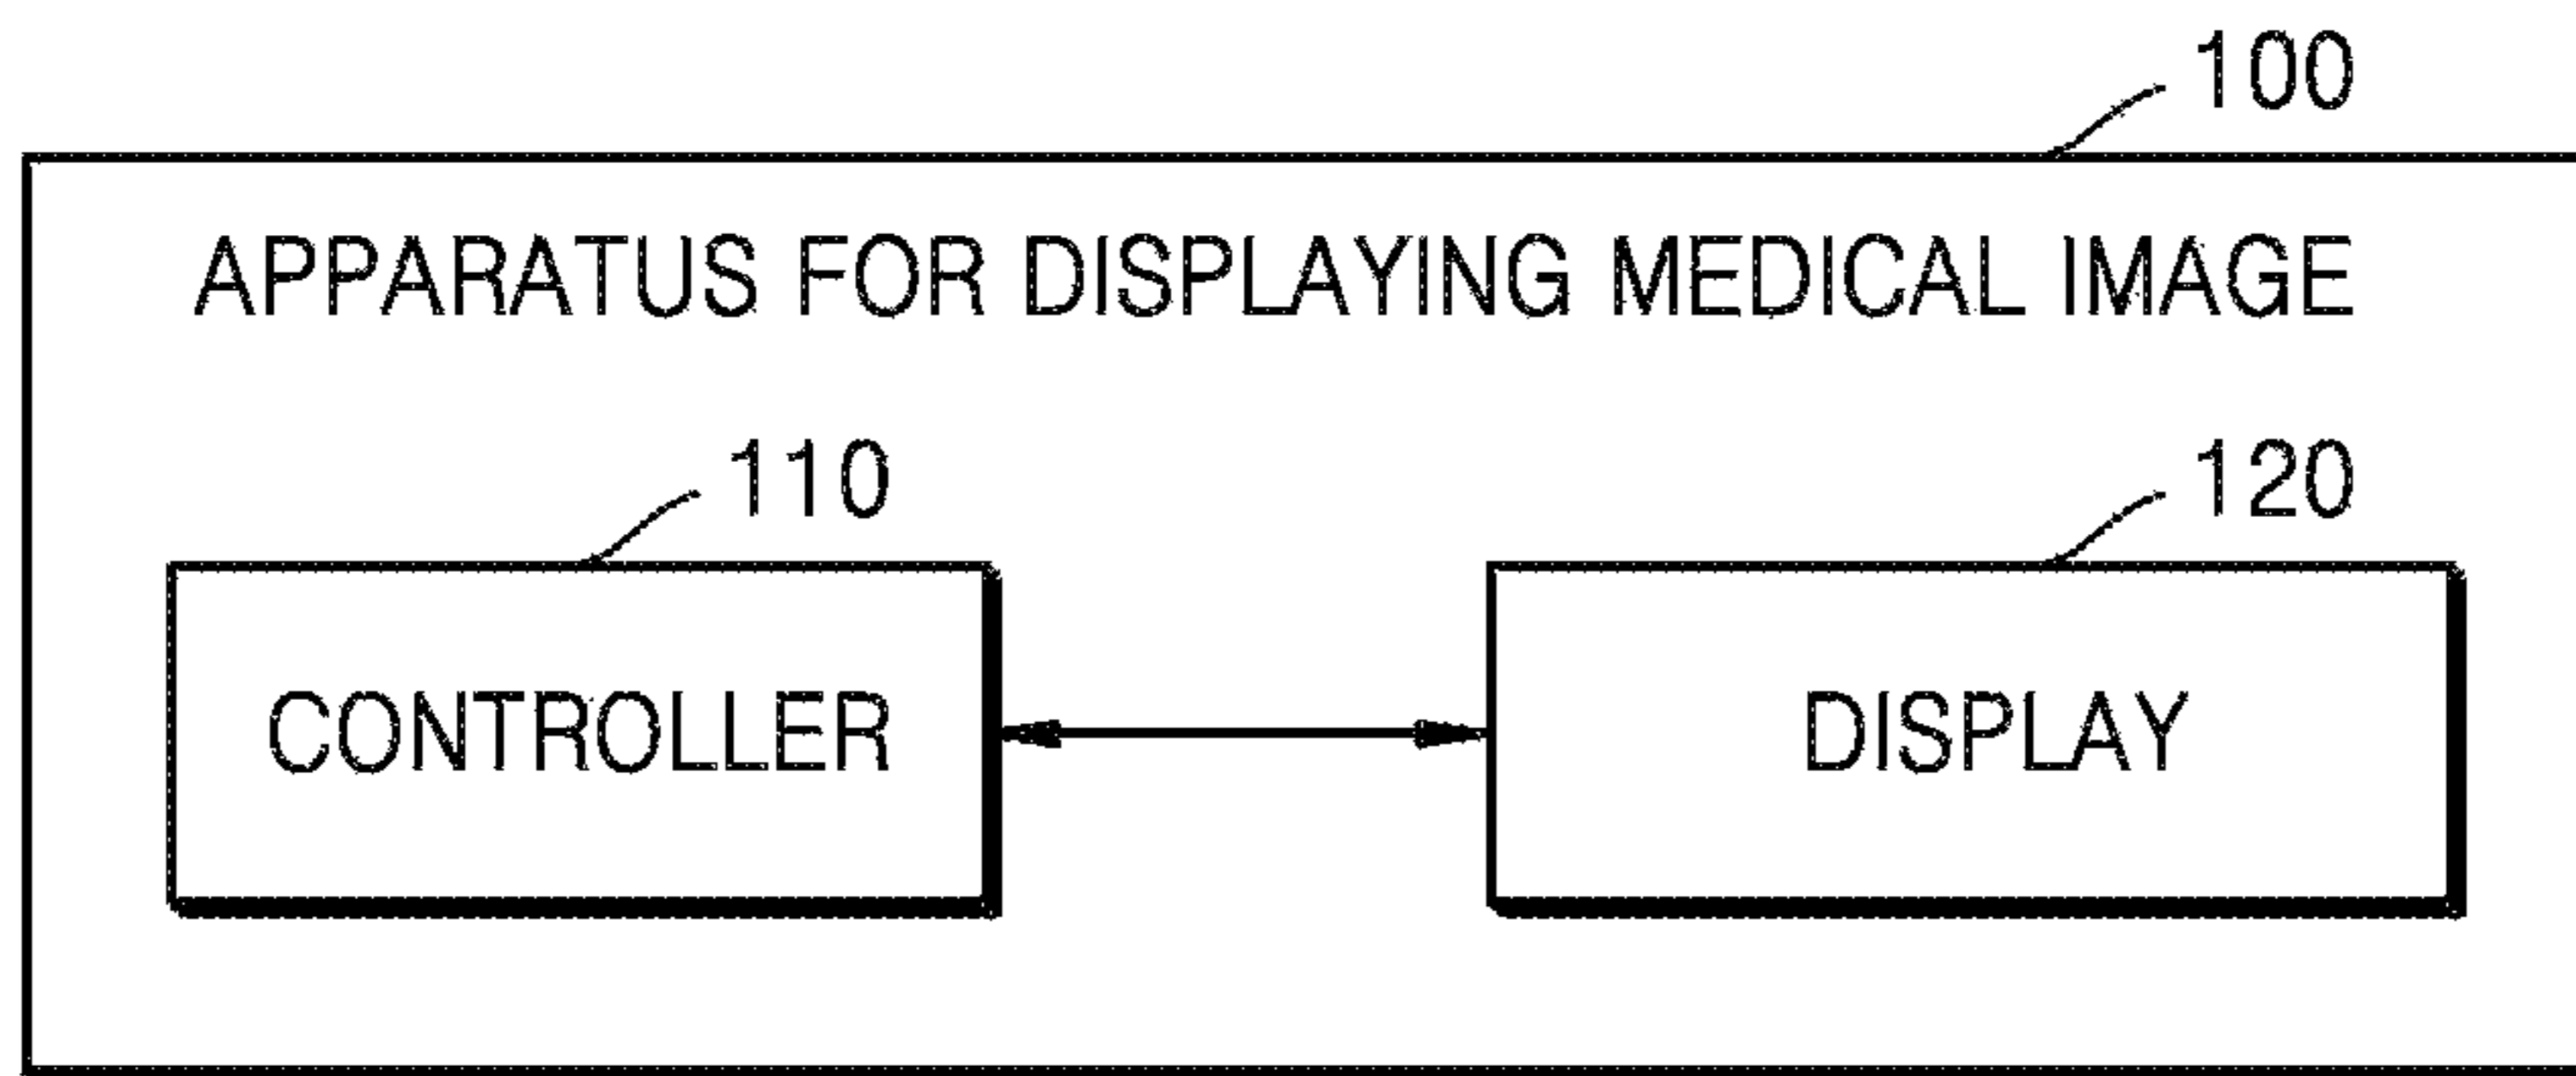 100
APPARATUS FOR DISPLAYING MEDICAL IMAGE
110
120
CONTROLLER
DISPLAY